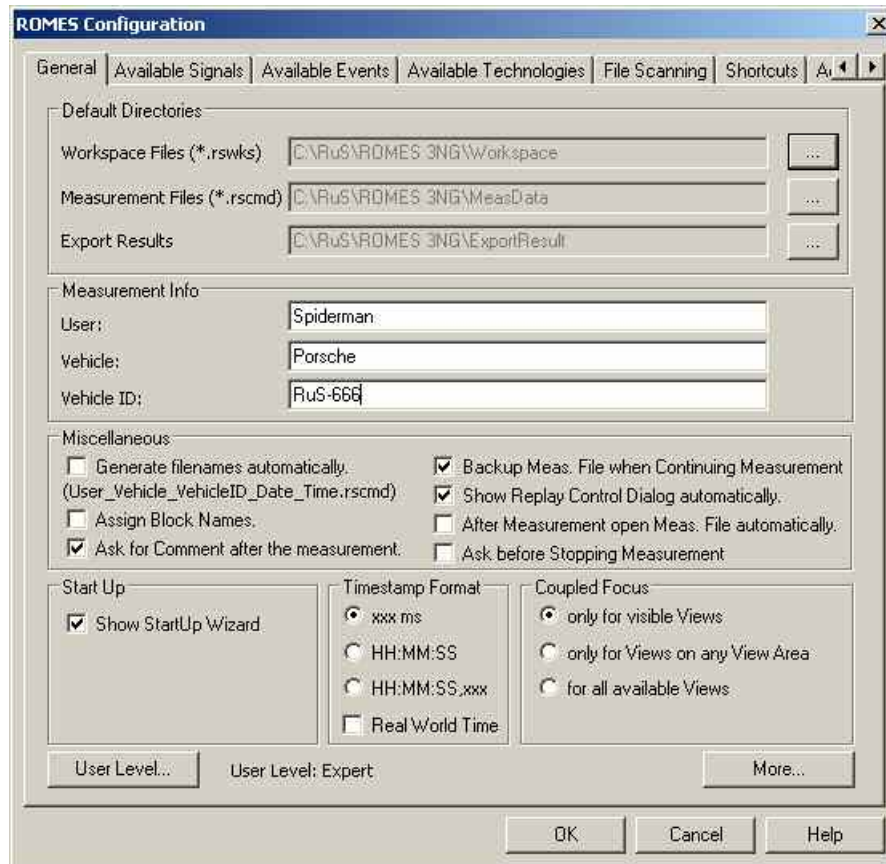 ROMES Configuration
General Available Signals Available Events Available Technologies File Scanning Shortcuts
Default Directories
Workspace Files (*.rswks) C:\RuS\ROMES 3NG\Workspace ...
Measurement Files (*.rscmd) C:\RuS\ROMES 3NG\MeasData ...
Export Results C:\RuS\ROMES 3NG\ExportResult ...
Measurement Info
User: Spiderman
Vehicle: Porsche
Vehicle ID: RuS-666
Miscellaneous
Generate filenames automatically.
(User_Vehicle_VehicleID_Date_Time.rscmd)
Assign Block Names.
Ask for Comment after the measurement.
Backup Meas. File when Continuing Measurement
Show Replay Control Dialog automatically.
After Measurement open Meas. File automatically.
Ask before Stopping Measurement
Start Up
Show StartUp Wizard
Timestamp Format
xxx ms
HH:MM:SS
HH:MM:SS,xxx
Real World Time
Coupled Focus
only for visible Views
only for Views on any View Area
for all available Views
User Level... User Level: Expert More...
OK Cancel Help